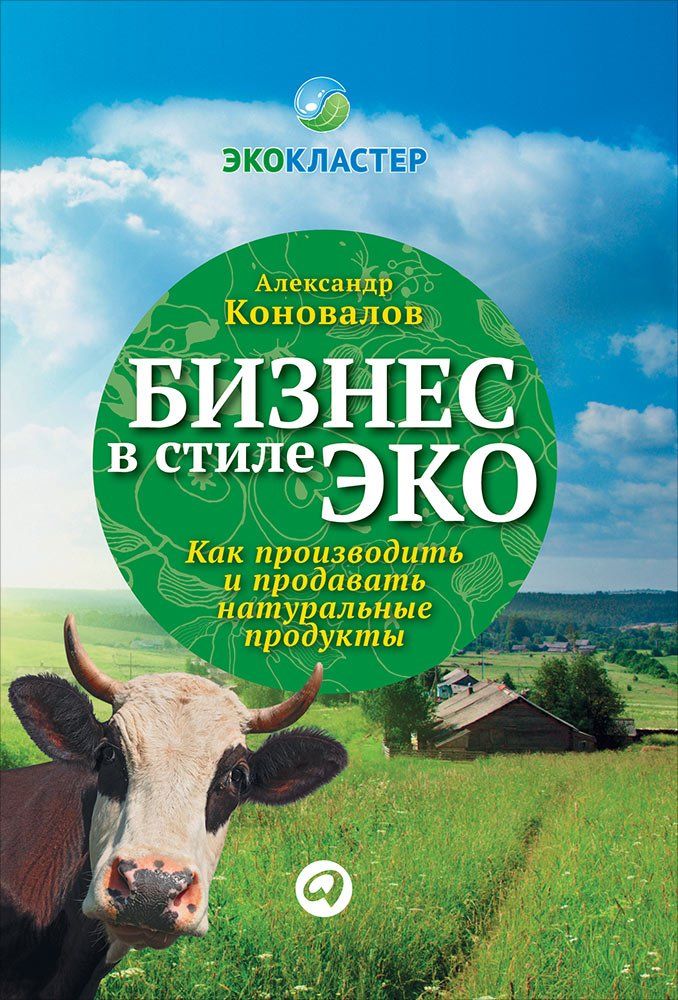 ЭКОКЛАСТЕР
Александр
Коновалов
БИЗНЕС
в стиле ЭКО
Как производить
и продавать
натуральные
продукты